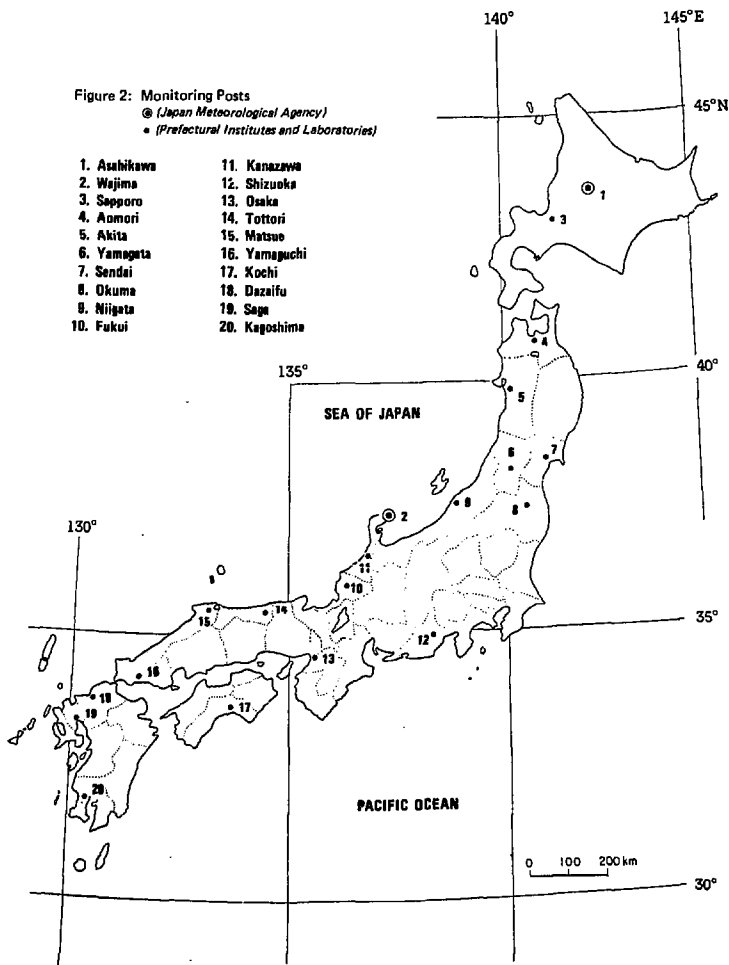 140°
145°E
Figure 2: Monitoring Posts
(Japan Meteorological Agency)
• (Prefectural Institutes and Laboratories)
45°N
1. Asahikawa
2. Wajima
3. Sapporo
4. Aomori
5. Akita
6. Yamagata
7. Sendai
8. Okuma
9. Niigata
10. Fukui
11. Kanazawa
12. Shizuoka
13. Osaka
14. Tottori
15. Matsue
16. Yamaguchi
17. Kochi
18. Dazaifu
19. Saga
20. Kagoshima
1
3
4
40°
135°
5
SEA OF JAPAN
6
7
9
8
2
130°
11
10
14
15
35°
12
13
16
18
17
19
20
PACIFIC OCEAN
0 100 200 km
30°